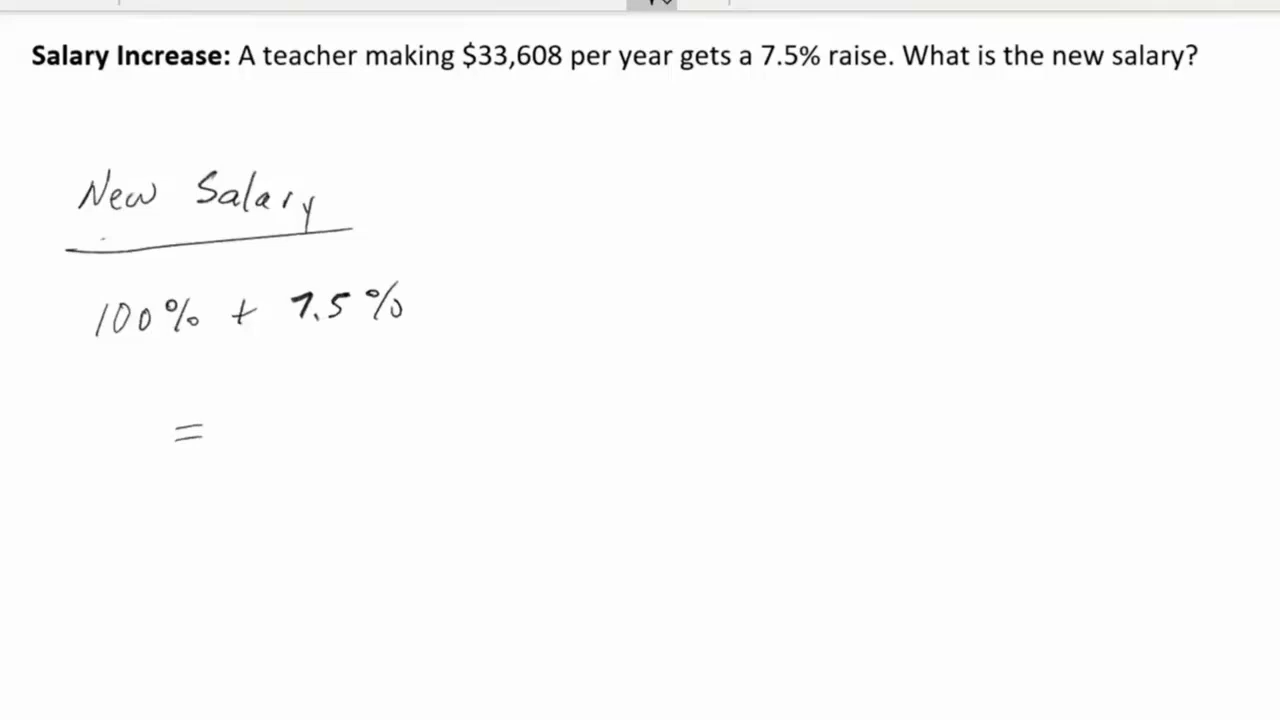 Salary Increase: A teacher making $33,608 per year gets a 7.5% raise. What is the new salary?
New Salary
100% + 7.5%
=